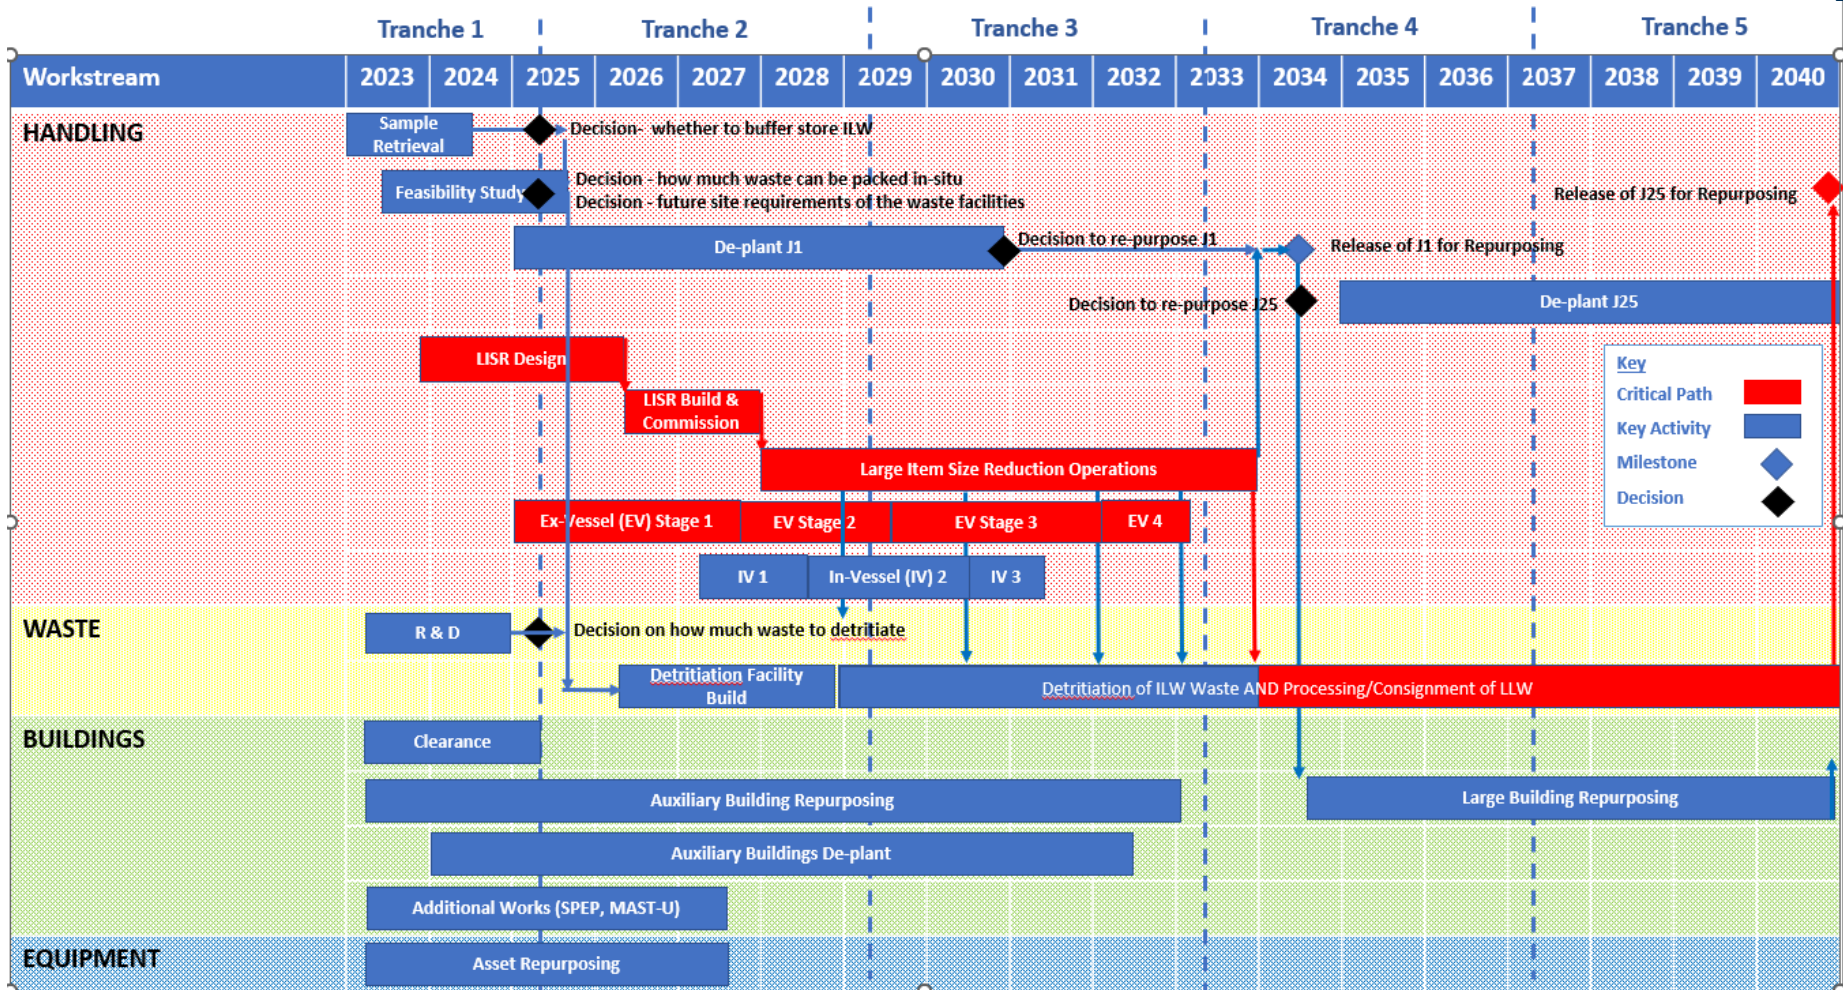 Tranche 1
Tranche 2
Tranche 3
Tranche 4
Tranche 5
Workstream
2023
2024
2025
2026
2027
2028
2029
2030
2031
2032
2033
2034
2035
2036
2037
2038
2039
2040
HANDLING
Sample
Retrieval
Decision-  whether to buffer store ILW
Feasibility Study
Decision - how much waste can be packed in-situ
Decision - future site requirements of the waste facilities
Release of J25 for Repurposing
De-plant J1
Decision to re-purpose J1
Release of J1 for Repurposing
Decision to re-purpose J25
De-plant J25
LISR Design
LISR Build &
Commission
Large Item Size Reduction Operations
Ex-Vessel (EV) Stage 1
EV Stage 2
EV Stage 3
EV 4
IV 1
In-Vessel (IV) 2
IV 3
Key
Critical Path
Key Activity
Milestone
Decision
WASTE
R & D
Decision on how much waste to detritiate
Detritiation Facility
Build
Detritiation of ILW Waste AND Processing/Consignment of LLW
BUILDINGS
Clearance
Auxiliary Building Repurposing
Large Building Repurposing
Auxiliary Buildings De-plant
Additional Works (SPEP, MAST-U)
EQUIPMENT
Asset Repurposing